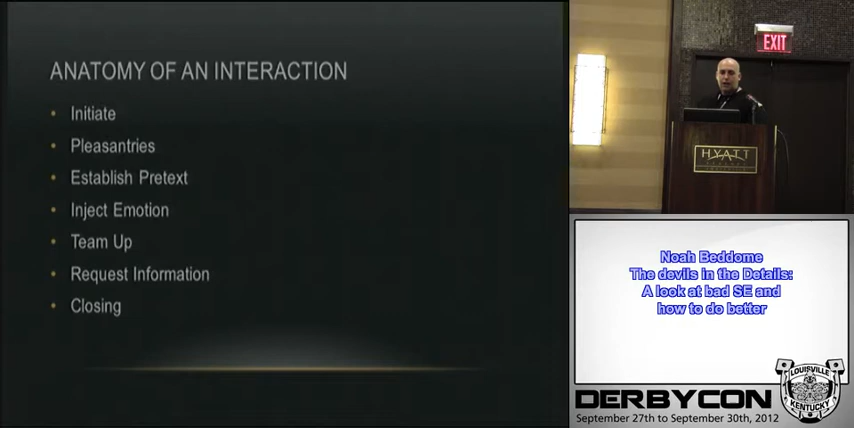 ANATOMY OF AN INTERACTION
• Initiate
• Pleasantries
• Establish Pretext
• Inject Emotion
• Team Up
• Request Information
• Closing
EXIT
HYATT
Noah Beddome
The devils in the Details:
A look at bad SE and
how to do better
DERBYCON
September 27th to September 30th, 2012
LOUISVILLE
KENTUCKY